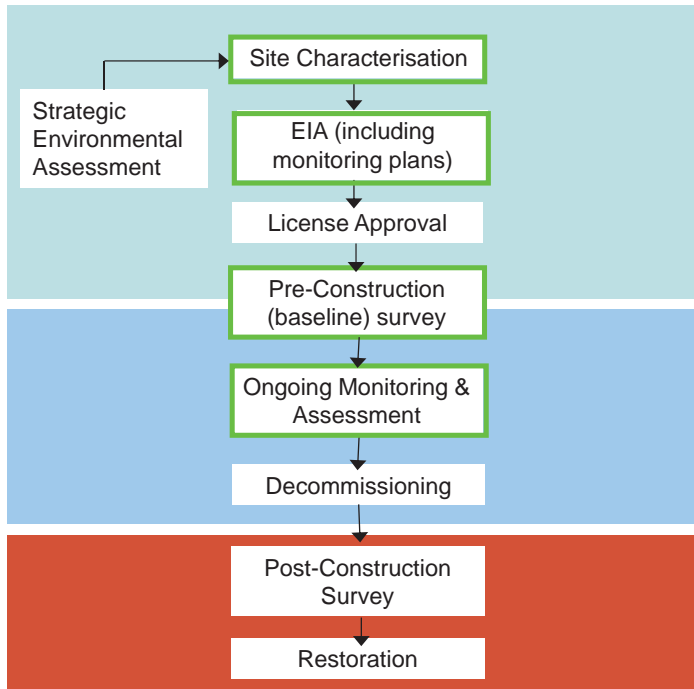 Site Characterisation
Strategic
Environmental
Assessment
EIA (including
monitoring plans)
License Approval
Pre-Construction
(baseline) survey
Ongoing Monitoring &
Assessment
Decommissioning
Post-Construction
Survey
Restoration